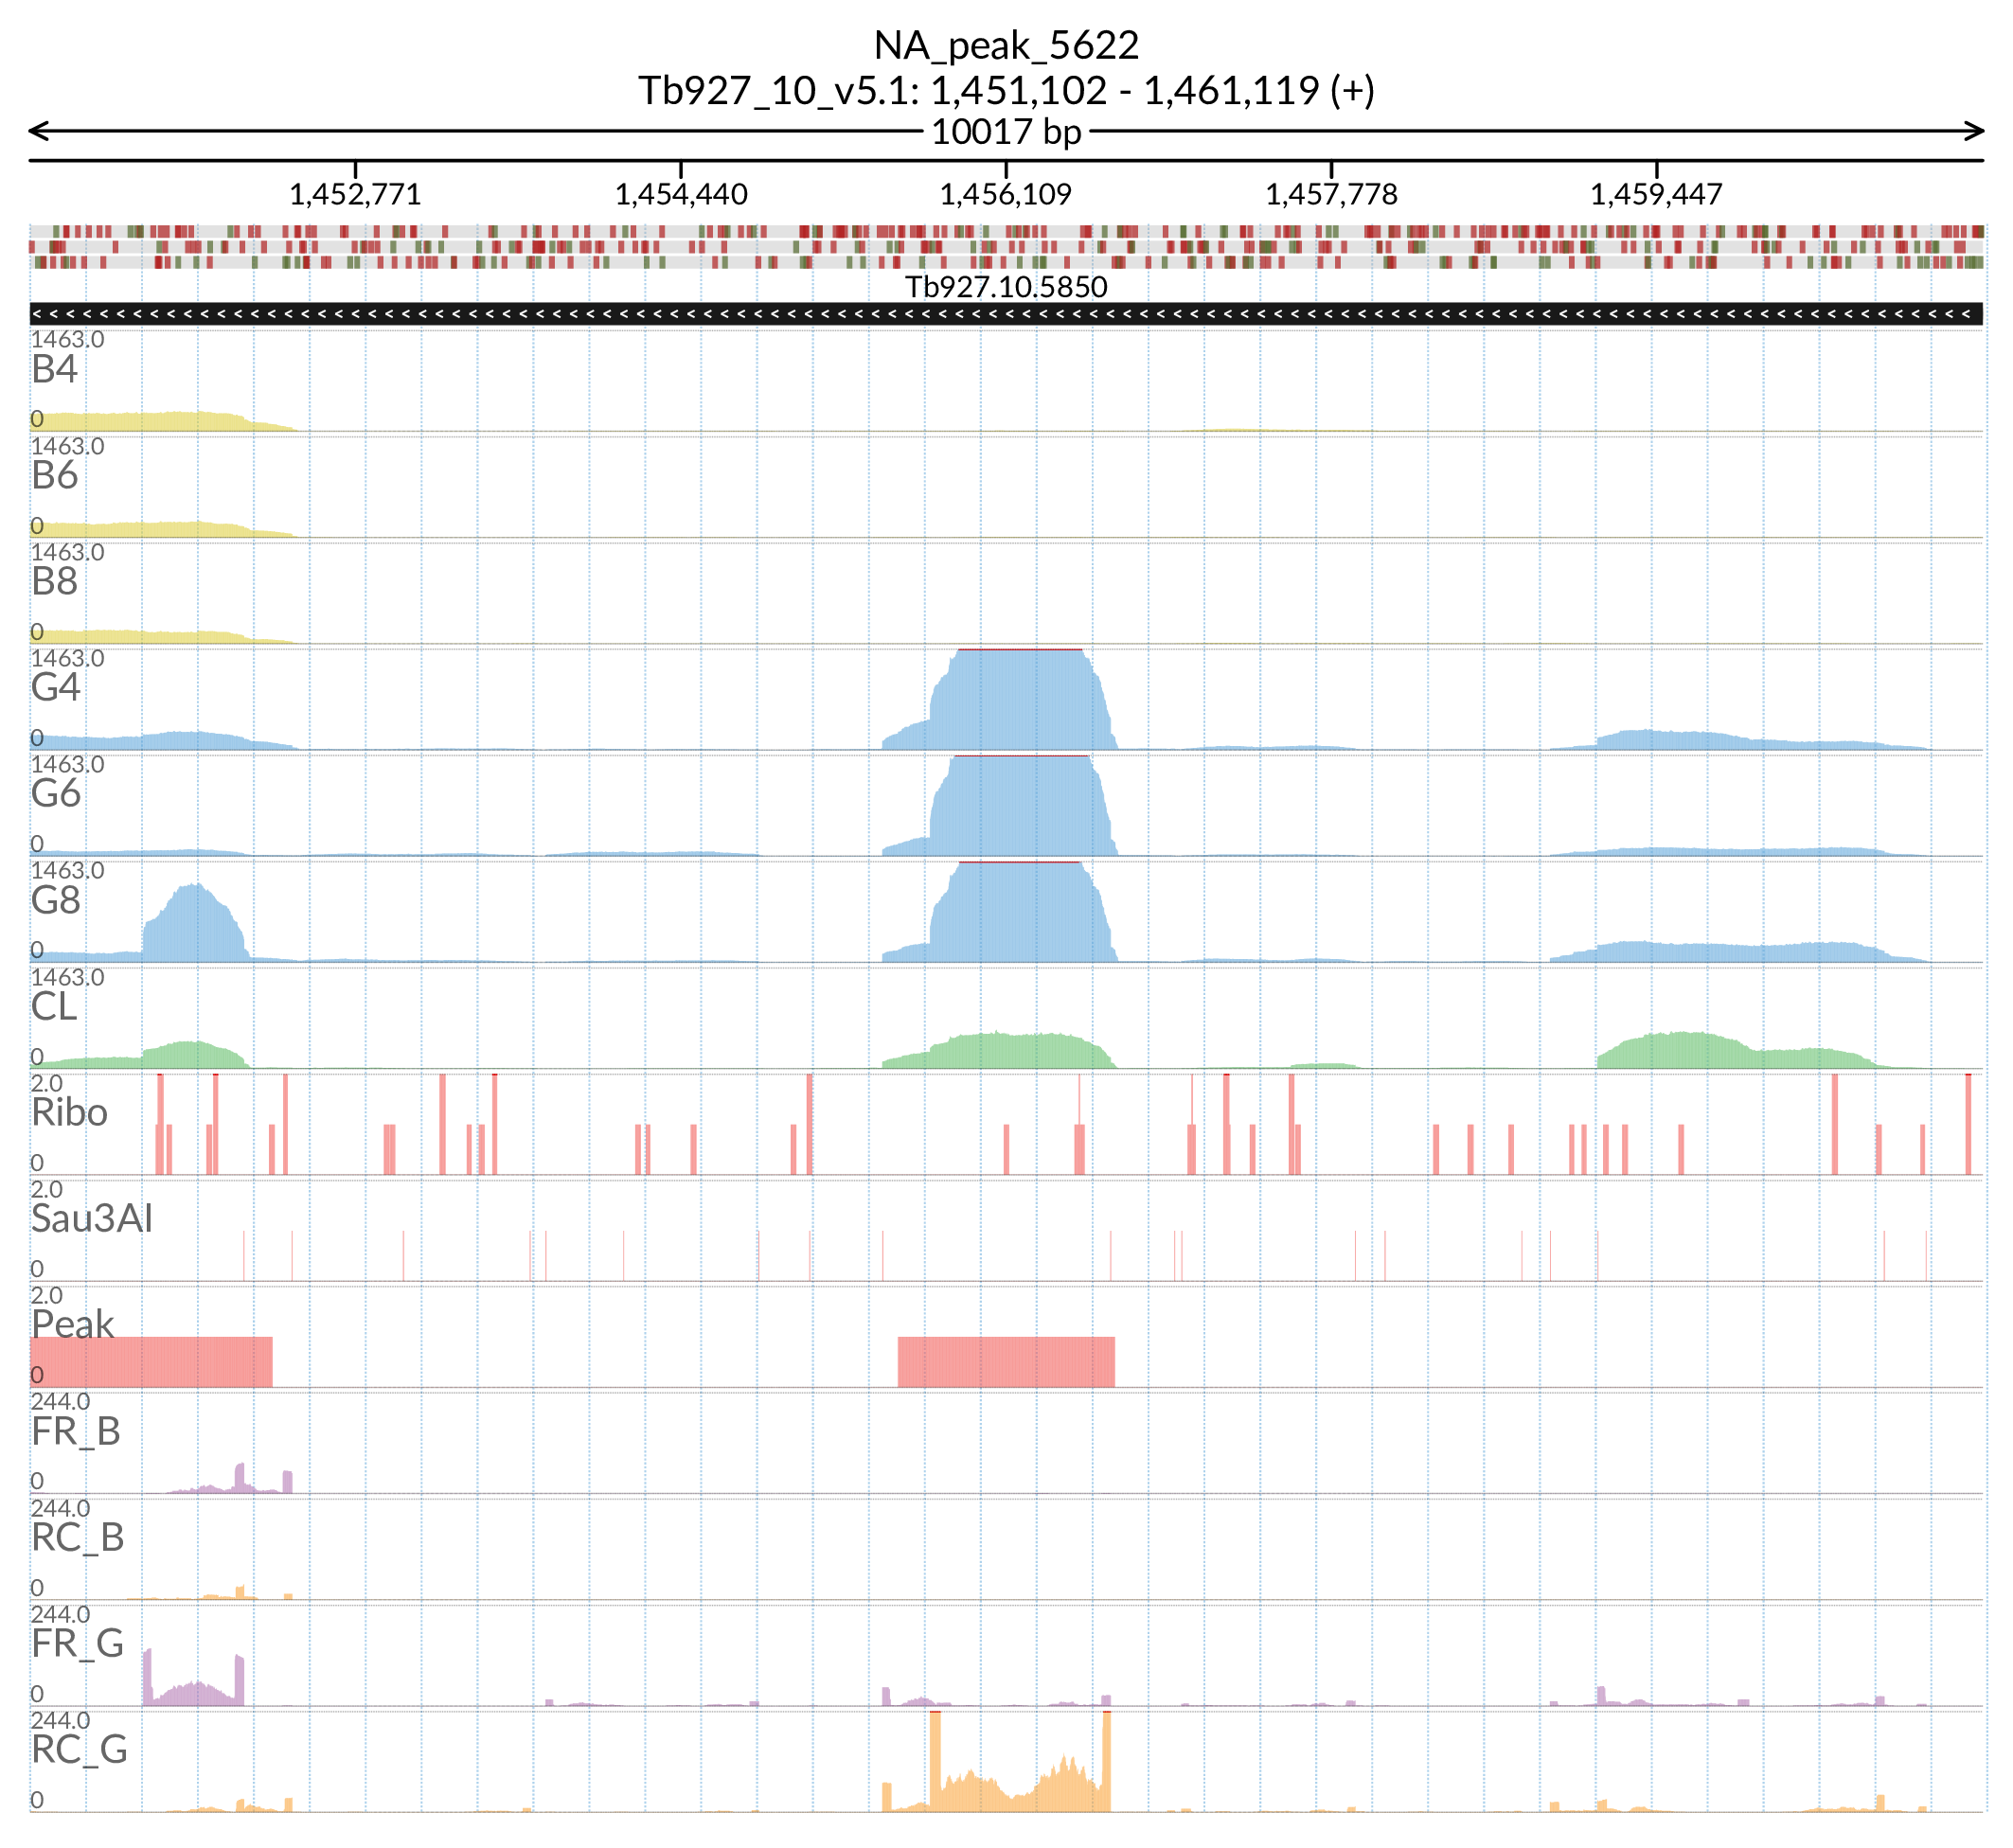 NA_peak_5622
Tb927_10_v5.1: 1,451,102 - 1,461,119 (+)
10017 bp
1,452,771 1,454,440 1,456,109 1,457,778 1,459,447
Tb927.10.5850
1463.0
B4
0
1463.0
B6
0
1463.0
B8
0
1463.0
G4
0
1463.0
G6
0
1463.0
G8
0
1463.0
CL
0
2.0
Ribo
0
2.0
Sau3AI
0
2.0
Peak
0
244.0
FR_B
0
244.0
RC_B
0
244.0
FR_G
0
244.0
RC_G
0